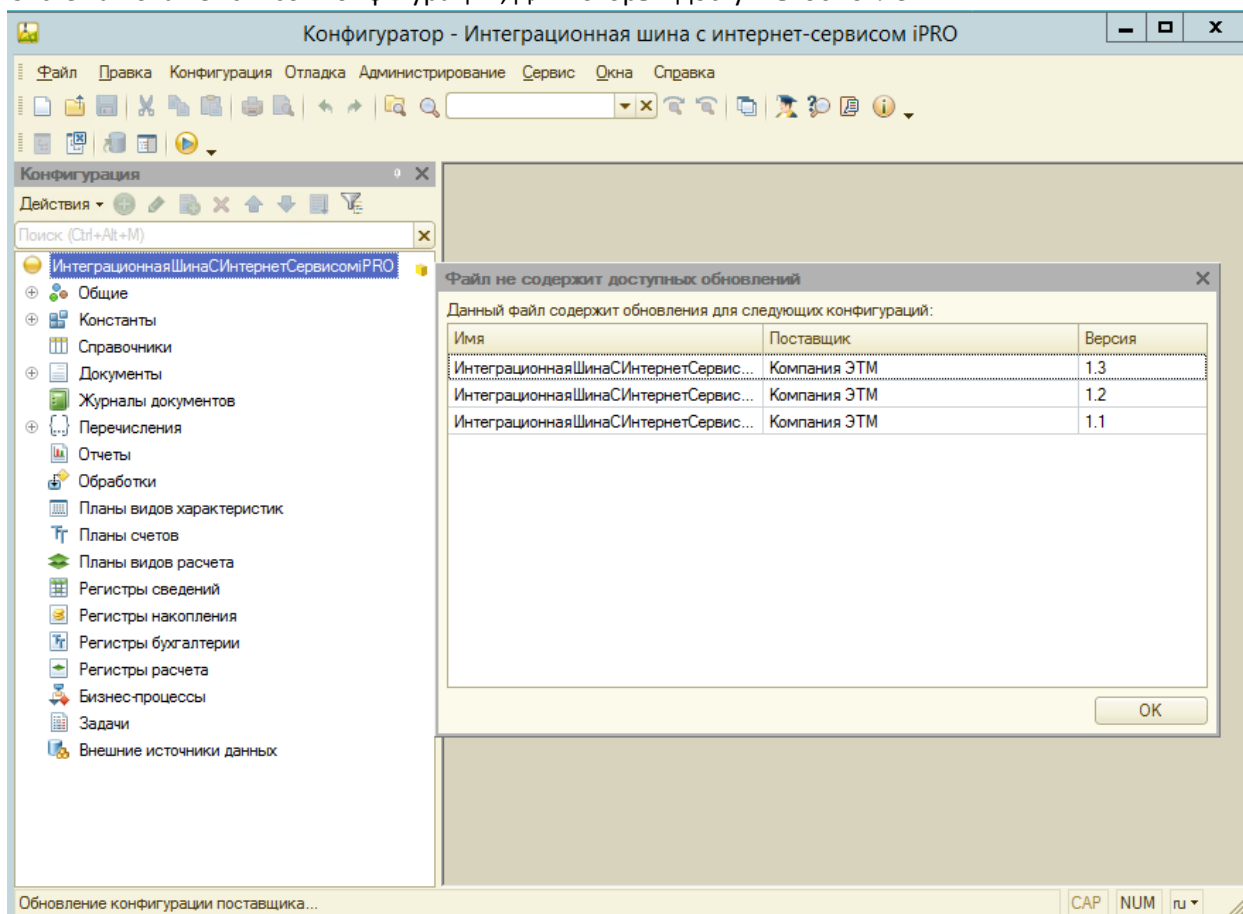 Конфигуратор - Интеграционная шина с интернет-сервисом iPRO
Файл Правка Конфигурация Отладка Администрирование Сервис Окна Справка
Конфигурация
Действия
Поиск (Ctrl+Alt+M)
ИнтеграционнаяШинаСИнтернетСервисомiPRO
Общие
Константы
Справочники
Документы
Журналы документов
Перечисления
Отчеты
Обработки
Планы видов характеристик
Планы счетов
Планы видов расчета
Регистры сведений
Регистры накопления
Регистры бухгалтерии
Регистры расчета
Бизнес-процессы
Задачи
Внешние источники данных
Файл не содержит доступных обновлений
Данный файл содержит обновления для следующих конфигураций:
Имя Поставщик Версия
ИнтеграционнаяШинаСИнтернетСервис... Компания ЭТМ 1.3
ИнтеграционнаяШинаСИнтернетСервис... Компания ЭТМ 1.2
ИнтеграционнаяШинаСИнтернетСервис... Компания ЭТМ 1.1
OK
Обновление конфигурации поставщика... CAP NUM ru